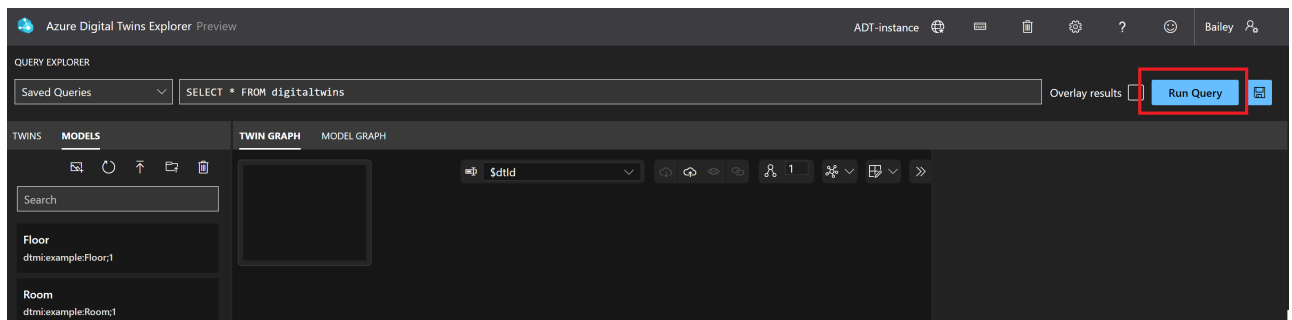 Azure Digital Twins Explorer Preview
ADT-instance
?
Bailey
QUERY EXPLORER
Saved Queries
SELECT * FROM digitaltwins
Overlay results
Run Query
TWINS MODELS
TWIN GRAPH MODEL GRAPH
$dtId
1
Search
Floor
dtmi:example:Floor;1
Room
dtmi:example:Room;1